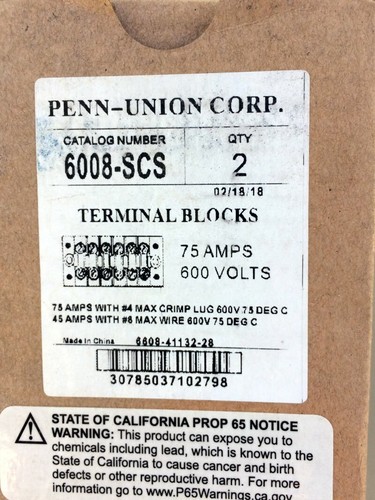 PENN-UNION CORP.
CATALOG NUMBER QTY
6008-SCS 2
02/18/18
TERMINAL BLOCKS
75 AMPS
600 VOLTS
75 AMPS WITH #4 MAX CRIMP LUG 600V 75 DEG C
45 AMPS WITH #6 MAX WIRE 600V 75 DEG C
Made in China 6608-41132-28
30785037102798
STATE OF CALIFORNIA PROP 65 NOTICE
WARNING: This product can expose you to
chemicals including lead, which is known to the
State of California to cause cancer and birth
defects or other reproductive harm. For more
information go to www.P65Warnings.ca.gov